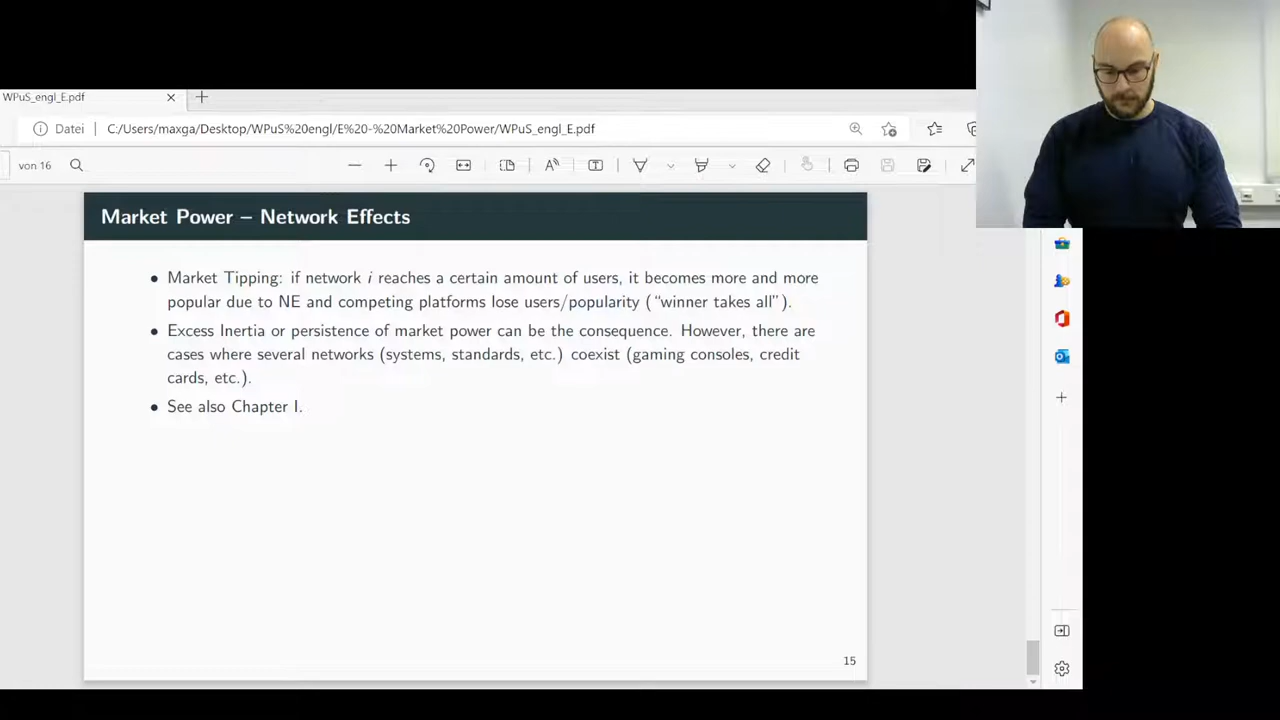 WPuS_engl_E.pdf
Datei
C:/Users/maxga/Desktop/WPuS%20engl/E%20-%20Market%20Power/WPuS_engl_E.pdf
von 16
Market Power – Network Effects
• Market Tipping: if network i reaches a certain amount of users, it becomes more and more
popular due to NE and competing platforms lose users/popularity (“winner takes all”).
• Excess Inertia or persistence of market power can be the consequence. However, there are
cases where several networks (systems, standards, etc.) coexist (gaming consoles, credit
cards, etc.).
• See also Chapter I.
15